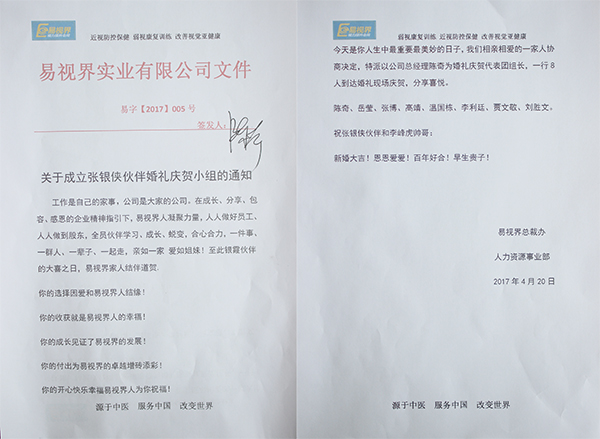 易视界
近视防控保健 弱视康复训练 改善视觉亚健康
易视界实业有限公司文件
易字【2017】005 号
签发人:
关于成立张银侠伙伴婚礼庆贺小组的通知
工作是自己的家事，公司是大家的公司，在成长、分享、包
容、感恩的企业精神指引下，易视界人凝聚力量，人人做好员工、
人人做到股东，全员伙伴学习、成长、蜕变，合心合力，一件事、
一群人、一辈子、一起走，亲如一家 爱如姐妹！至此银霞伙伴
的大喜之日，易视界家人结伴道贺.
你的选择因爱和易视界人结缘！
你的收获就是易视界人的幸福！
你的成长见证了易视界的发展！
你的付出为易视界的卓越增砖添彩！
你的开心快乐幸福易视界人为你祝福！
源于中医 服务中国 改变世界
易视界
弱视康复训练 近视防控保健 改善视觉亚健康
今天是你人生中最重要最美妙的日子，我们相亲相爱的一家人协
商决定，特派以公司总经理陈奇为婚礼庆贺代表团组长，一行 8
人到达婚礼现场庆贺，分享喜悦。
陈奇、岳莹、张博、高靖、温国栋、李利廷、贾文敬、刘胜文。
祝张银侠伙伴和李峰虎帅哥：
新婚大吉！恩恩爱爱！百年好合！早生贵子！
易视界总裁办
人力资源事业部
2017 年 4 月 20 日
源于中医 服务中国 改变世界